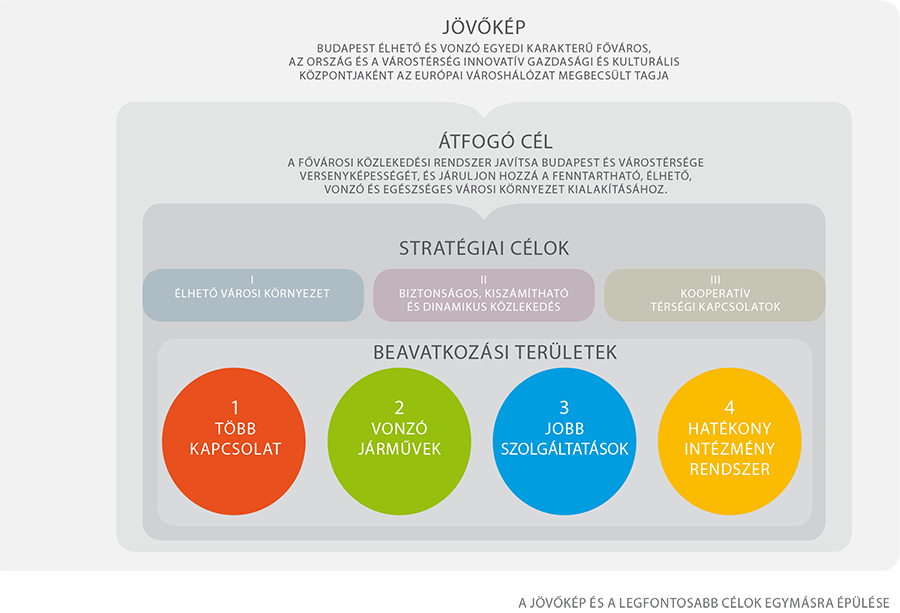 JÖVŐKÉP
BUDAPEST ÉLHETŐ ÉS VONZÓ EGYEDI KARAKTERŰ FŐVÁROS,
AZ ORSZÁG ÉS A VÁROSTÉRSÉG INNOVATÍV GAZDASÁGI ÉS KULTURÁLIS
KÖZPONTJAKÉNT AZ EURÓPAI VÁROSHÁLÓZAT MEGBECSÜLT TAGJA
ÁTFOGÓ CÉL
A FŐVÁROSI KÖZLEKEDÉSI RENDSZER JAVÍTSA BUDAPEST ÉS VÁROSTÉRSÉGE
VERSENYKÉPESSÉGÉT, ÉS JÁRULJON HOZZÁ A FENNTARTHATÓ, ÉLHETŐ,
VONZÓ ÉS EGÉSZSÉGES VÁROSI KÖRNYEZET KIALAKÍTÁSÁHOZ.
STRATÉGIAI CÉLOK
I
ÉLHETŐ VÁROSI KÖRNYEZET
II
BIZTONSÁGOS, KISZÁMÍTHATÓ
ÉS DINAMIKUS KÖZLEKEDÉS
III
KOOPERATÍV
TÉRSÉGI KAPCSOLATOK
BEAVATKOZÁSI TERÜLETEK
1
TÖBB
KAPCSOLAT
2
VONZÓ
JÁRMŰVEK
3
JOBB
SZOLGÁLTATÁSOK
4
HATÉKONY
INTÉZMÉNY
RENDSZER
A JÖVŐKÉP ÉS A LEGFONTOSABB CÉLOK EGYMÁSRA ÉPÜLÉSE